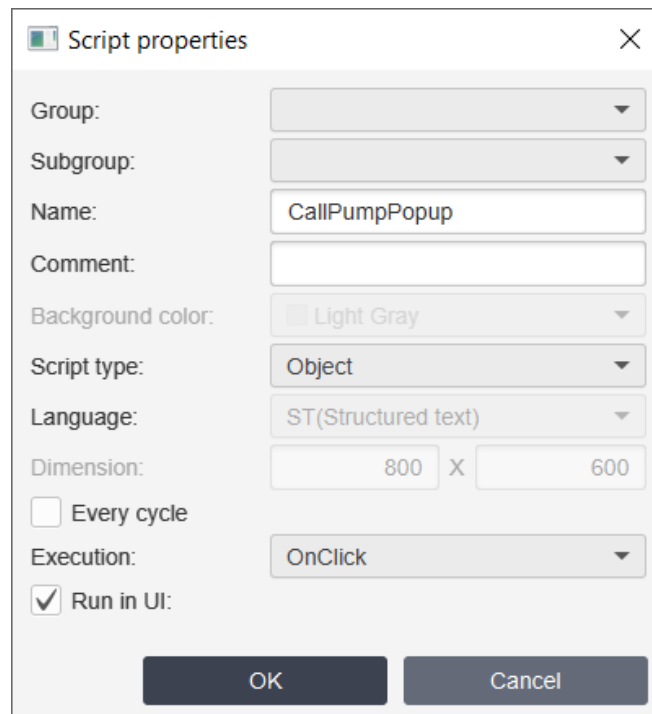 Script properties
Group:
Subgroup:
Name: CallPumpPopup
Comment:
Background color: Light Gray
Script type: Object
Language: ST(Structured text)
Dimension: 800 X 600
Every cycle
Execution: OnClick
Run in UI:
OK Cancel